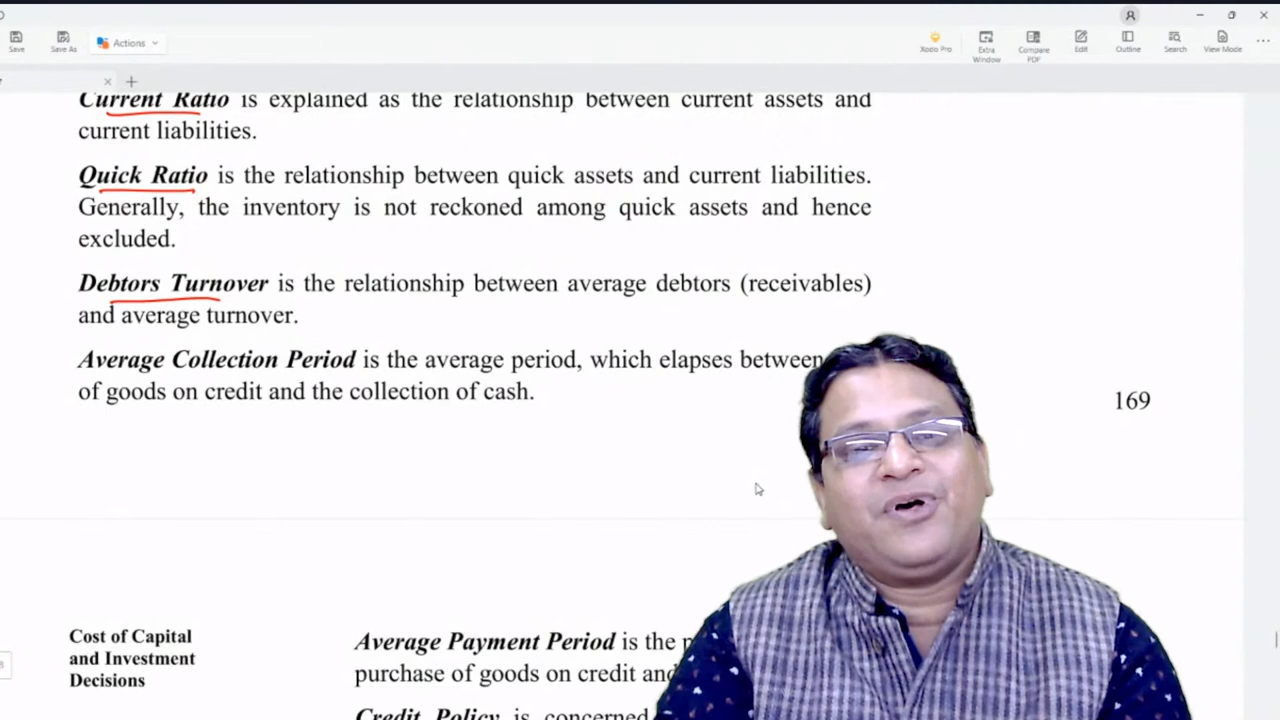 Save
Save As
Actions
Xodo Pro
Extra Window
Compare PDF
Edit
Outline
Search
View Mode
Current Ratio is explained as the relationship between current assets and
current liabilities.
Quick Ratio is the relationship between quick assets and current liabilities.
Generally, the inventory is not reckoned among quick assets and hence
excluded.
Debtors Turnover is the relationship between average debtors (receivables)
and average turnover.
Average Collection Period is the average period, which elapses between
of goods on credit and the collection of cash.
169
Cost of Capital
and Investment
Decisions
Average Payment Period is the
purchase of goods on credit and
Credit Policy is concerned